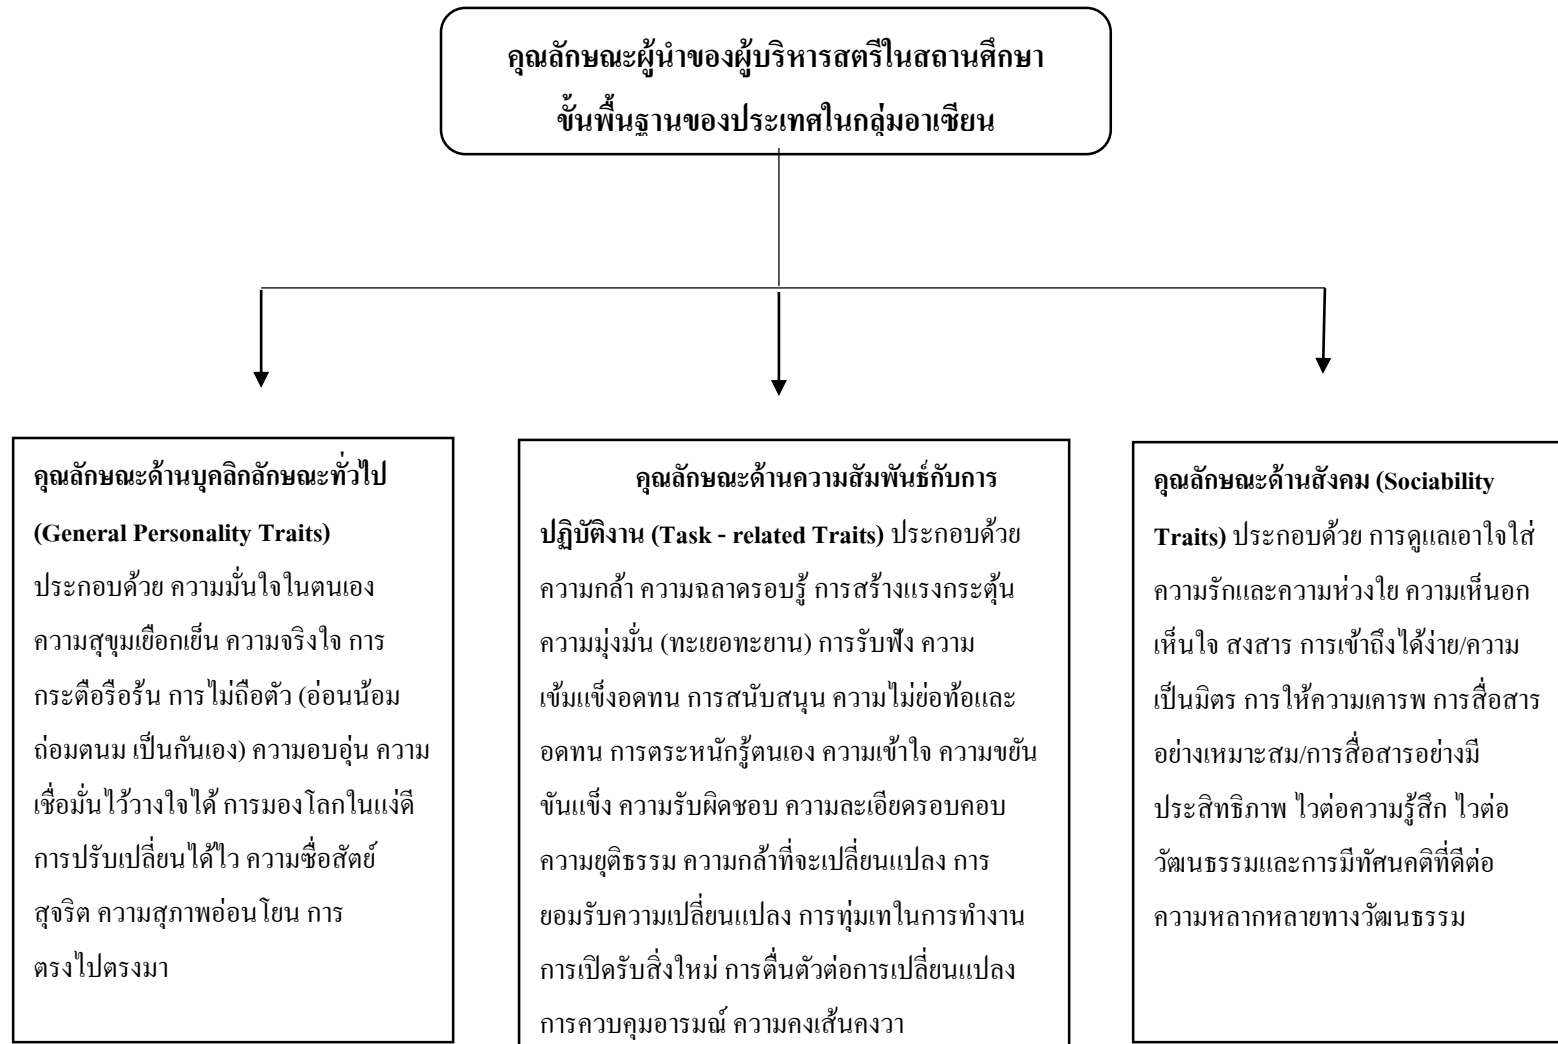 คุณลักษณะผู้นำของผู้บริหารสตรีในสถานศึกษา
ขั้นพื้นฐานของประเทศในกลุ่มอาเซียน
คุณลักษณะด้านบุคลิกลักษณะทั่วไป
(General Personality Traits)
ประกอบด้วย ความมั่นใจในตนเอง
ความสุขุมเยือกเย็น ความจริงใจ การ
กระตือรือร้น การไม่ถือตัว (อ่อนน้อม
ถ่อมตนม เป็นกันเอง) ความอบอุ่น ความ
เชื่อมั่นไว้วางใจได้ การมองโลกในแง่ดี
การปรับเปลี่ยนได้ไว ความซื่อสัตย์
สุจริต ความสุภาพอ่อนโยน การ
ตรงไปตรงมา
คุณลักษณะด้านความสัมพันธ์กับการ
ปฏิบัติงาน (Task - related Traits) ประกอบด้วย
ความกล้า ความฉลาดรอบรู้ การสร้างแรงกระตุ้น
ความมุ่งมั่น (ทะเยอทะยาน) การรับฟัง ความ
เข้มแข็งอดทน การสนับสนุน ความไม่ย่อท้อและ
อดทน การตระหนักรู้ตนเอง ความเข้าใจ ความขยัน
ขันแข็ง ความรับผิดชอบ ความละเอียดรอบคอบ
ความยุติธรรม ความกล้าที่จะเปลี่ยนแปลง การ
ยอมรับความเปลี่ยนแปลง การทุ่มเทในการทำงาน
การเปิดรับสิ่งใหม่ การตื่นตัวต่อการเปลี่ยนแปลง
การควบคุมอารมณ์ ความคงเส้นคงวา
คุณลักษณะด้านสังคม (Sociability
Traits) ประกอบด้วย การดูแลเอาใจใส่
ความรักและความห่วงใย ความเห็นอก
เห็นใจ สงสาร การเข้าถึงได้ง่าย/ความ
เป็นมิตร การให้ความเคารพ การสื่อสาร
อย่างเหมาะสม/การสื่อสารอย่างมี
ประสิทธิภาพ ไวต่อความรู้สึก ไวต่อ
วัฒนธรรมและการมีทัศนคติที่ดีต่อ
ความหลากหลายทางวัฒนธรรม